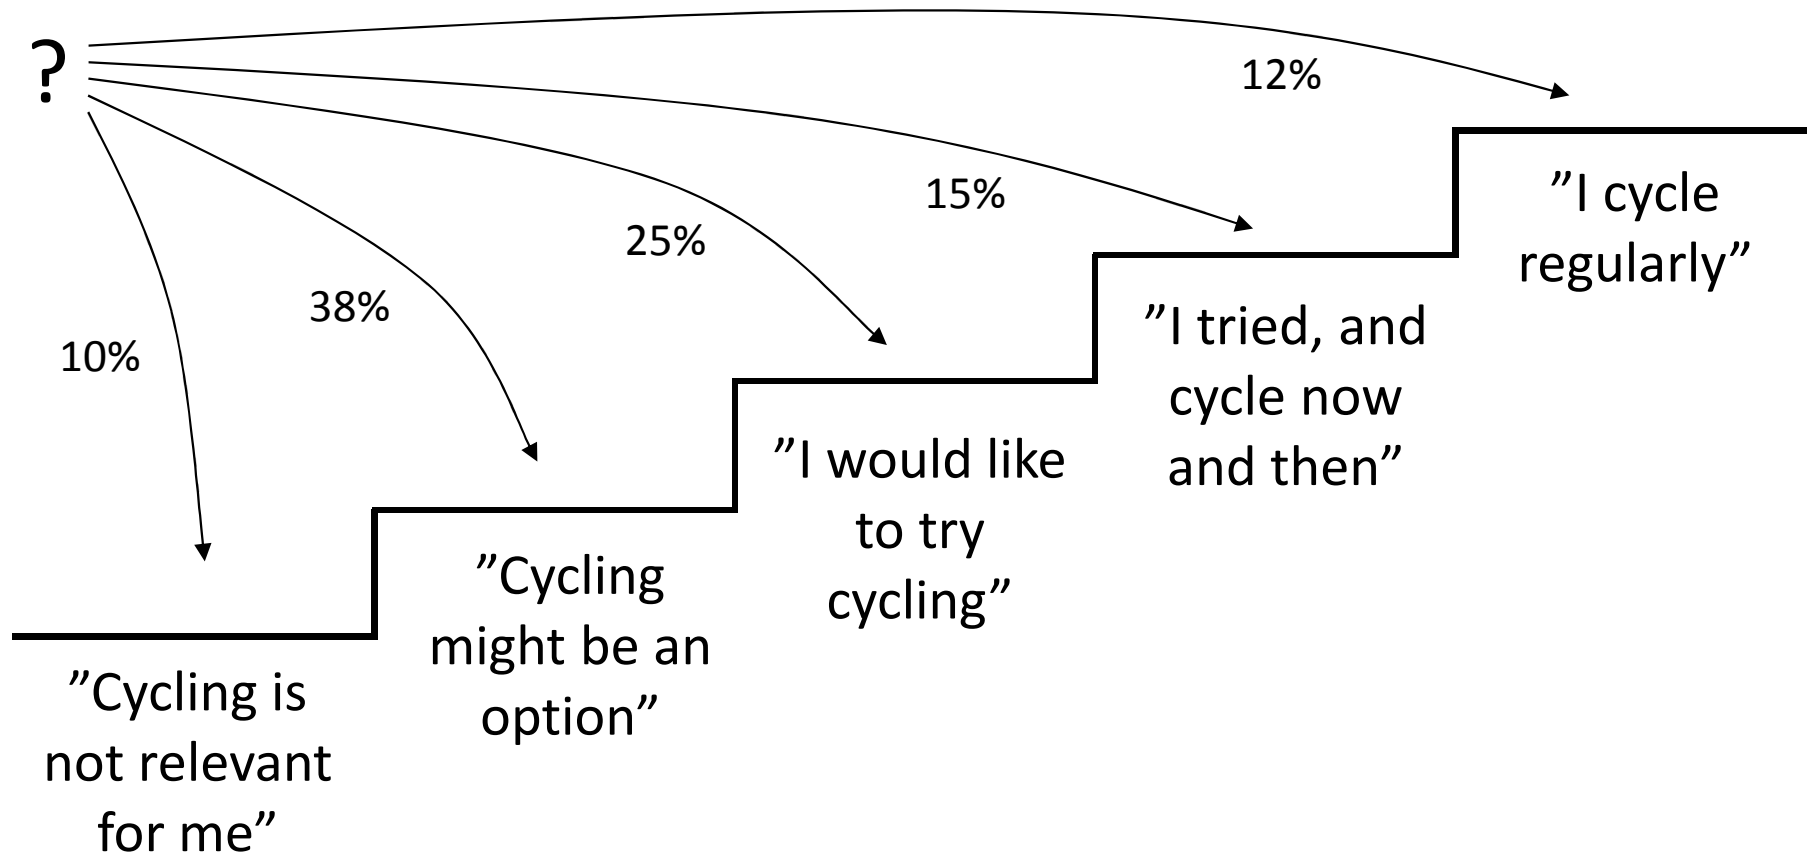 ?
12%
15%
25%
38%
10%
”I cycle
regularly”
”I tried, and
cycle now
and then”
”I would like
to try
cycling”
”Cycling
might be an
option”
”Cycling is
not relevant
for me”